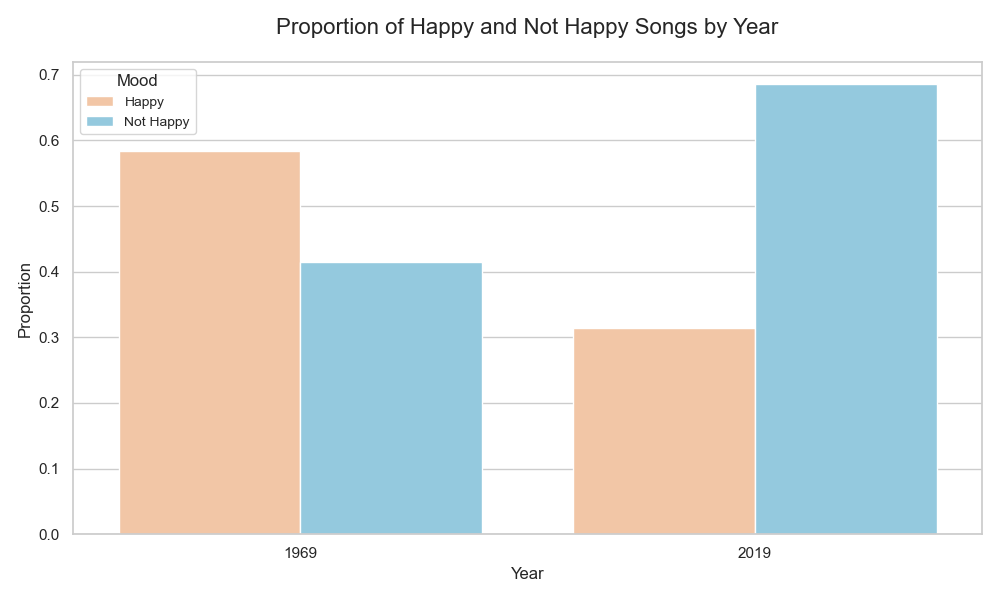 Proportion of Happy and Not Happy Songs by Year
Mood
Happy
Not Happy
0.7
0.6
0.5
0.4
0.3
0.2
0.1
0.0
Proportion
1969
2019
Year